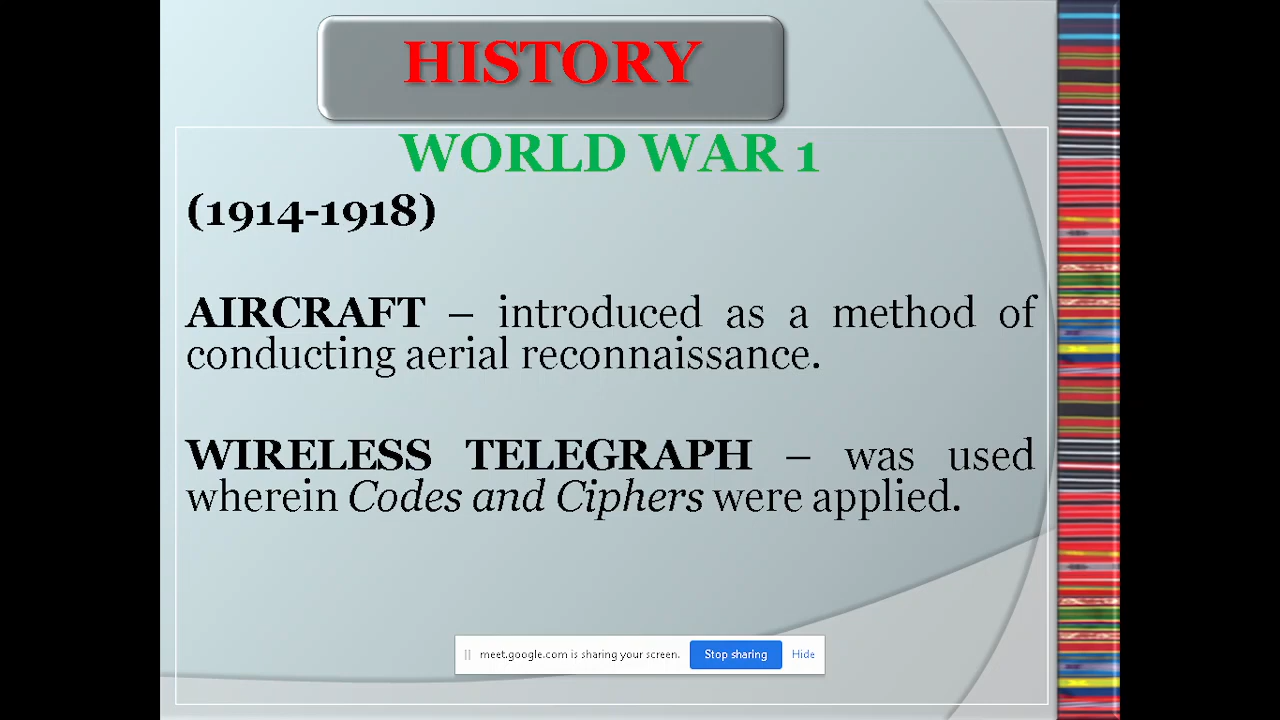 HISTORY
WORLD WAR 1
(1914-1918)
AIRCRAFT – introduced as a method of
conducting aerial reconnaissance.
WIRELESS TELEGRAPH – was used
wherein Codes and Ciphers were applied.
meet.google.com is sharing your screen. Stop sharing Hide